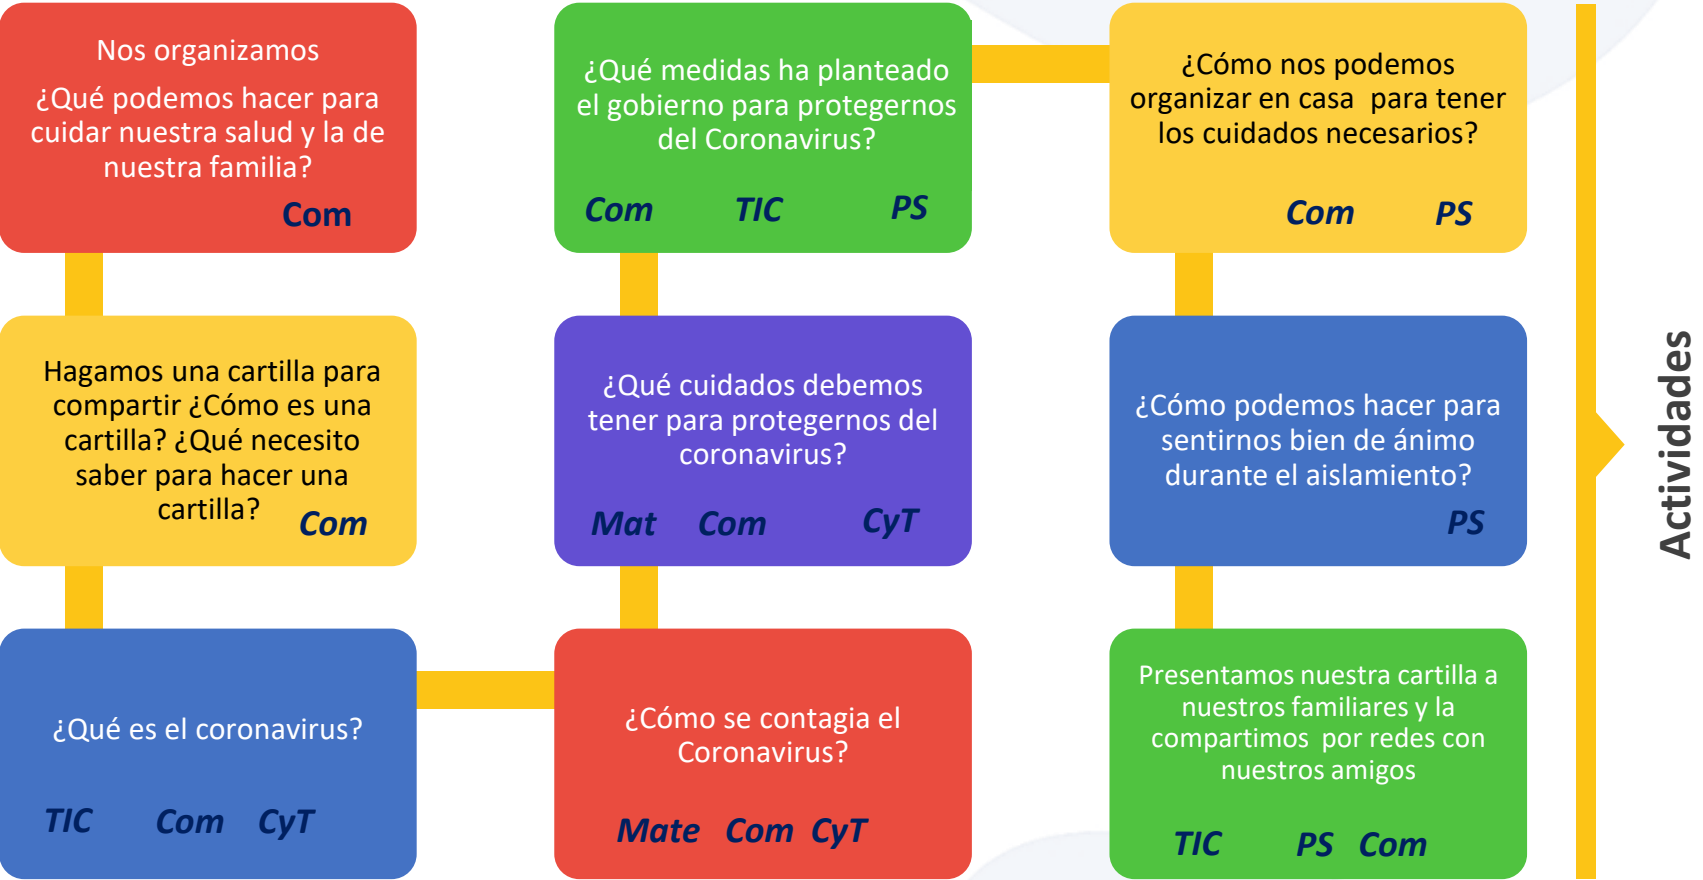 Nos organizamos
¿Qué podemos hacer para
cuidar nuestra salud y la de
nuestra familia?
Com
Hagamos una cartilla para
compartir ¿Cómo es una
cartilla? ¿Qué necesito
saber para hacer una
cartilla?
Com
¿Qué es el coronavirus?
TIC Com CyT
¿Cómo se contagia el
Coronavirus?
Mate Com CyT
¿Qué cuidados debemos
tener para protegernos del
coronavirus?
Mat Com CyT
¿Qué medidas ha planteado
el gobierno para protegernos
del Coronavirus?
Com TIC PS
¿Cómo nos podemos
organizar en casa para tener
los cuidados necesarios?
Com PS
¿Cómo podemos hacer para
sentirnos bien de ánimo
durante el aislamiento?
PS
Presentamos nuestra cartilla a
nuestros familiares y la
compartimos por redes con
nuestros amigos
TIC PS Com
Actividades